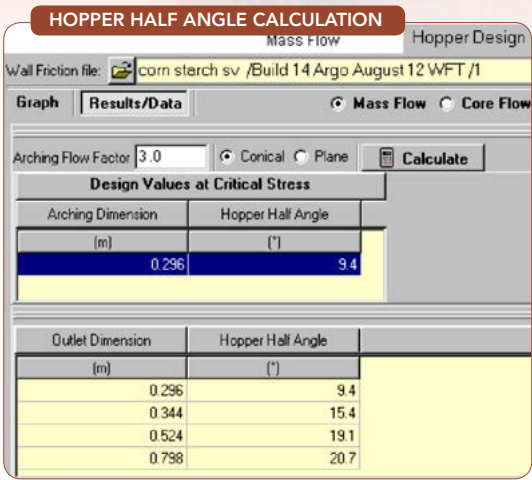 HOPPER HALF ANGLE CALCULATION
Mass Flow Hopper Design
Wall Friction file: corn starch sv /Build 14 Argo August 12 WFT /1
Graph Results/Data Mass Flow Core Flow
Arching Flow Factor 3.0 Conical Plane Calculate
Design Values at Critical Stress
Arching Dimension Hopper Half Angle
(m) (°)
0.296 9.4
Outlet Dimension Hopper Half Angle
(m) (°)
0.296 9.4
0.344 15.4
0.524 19.1
0.798 20.7